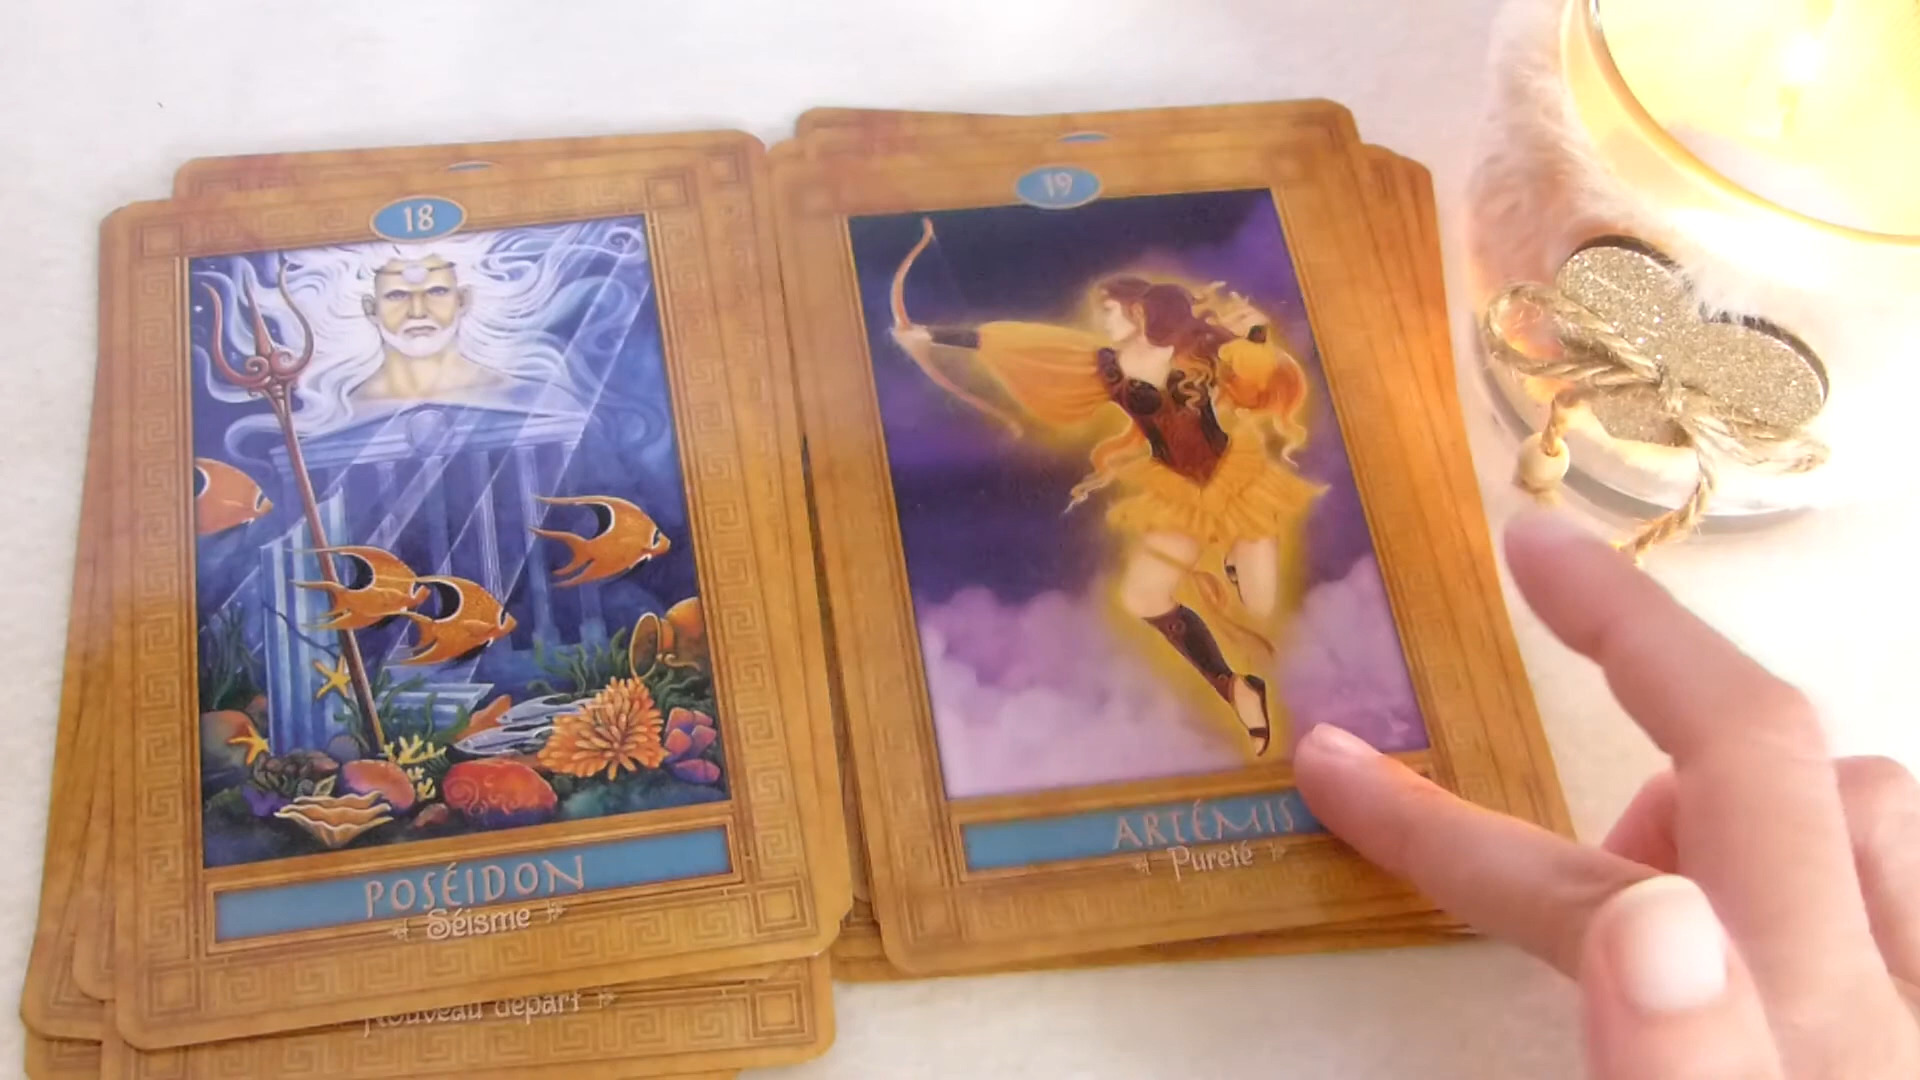 18
POSÉIDON
Séisme
Nouveau départ
19
ARTÉMIS
Pureté